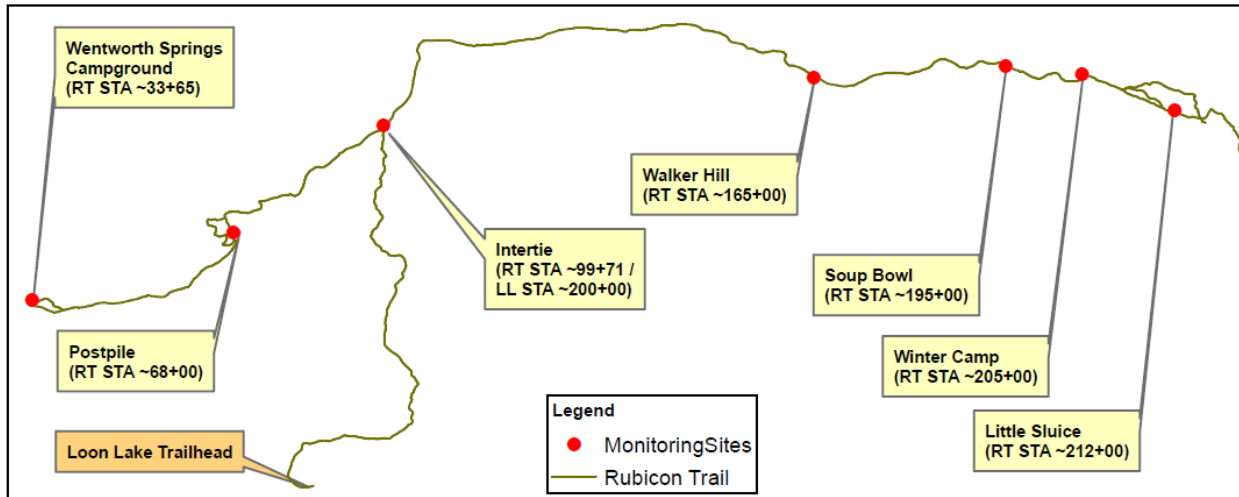 Wentworth Springs
Campground
(RT STA ~33+65)
Walker Hill
(RT STA ~165+00)
Intertie
(RT STA ~99+71 /
LL STA ~200+00)
Soup Bowl
(RT STA ~195+00)
Postpile
(RT STA ~68+00)
Winter Camp
(RT STA ~205+00)
Loon Lake Trailhead
Little Sluice
(RT STA ~212+00)
Legend
MonitoringSites
Rubicon Trail